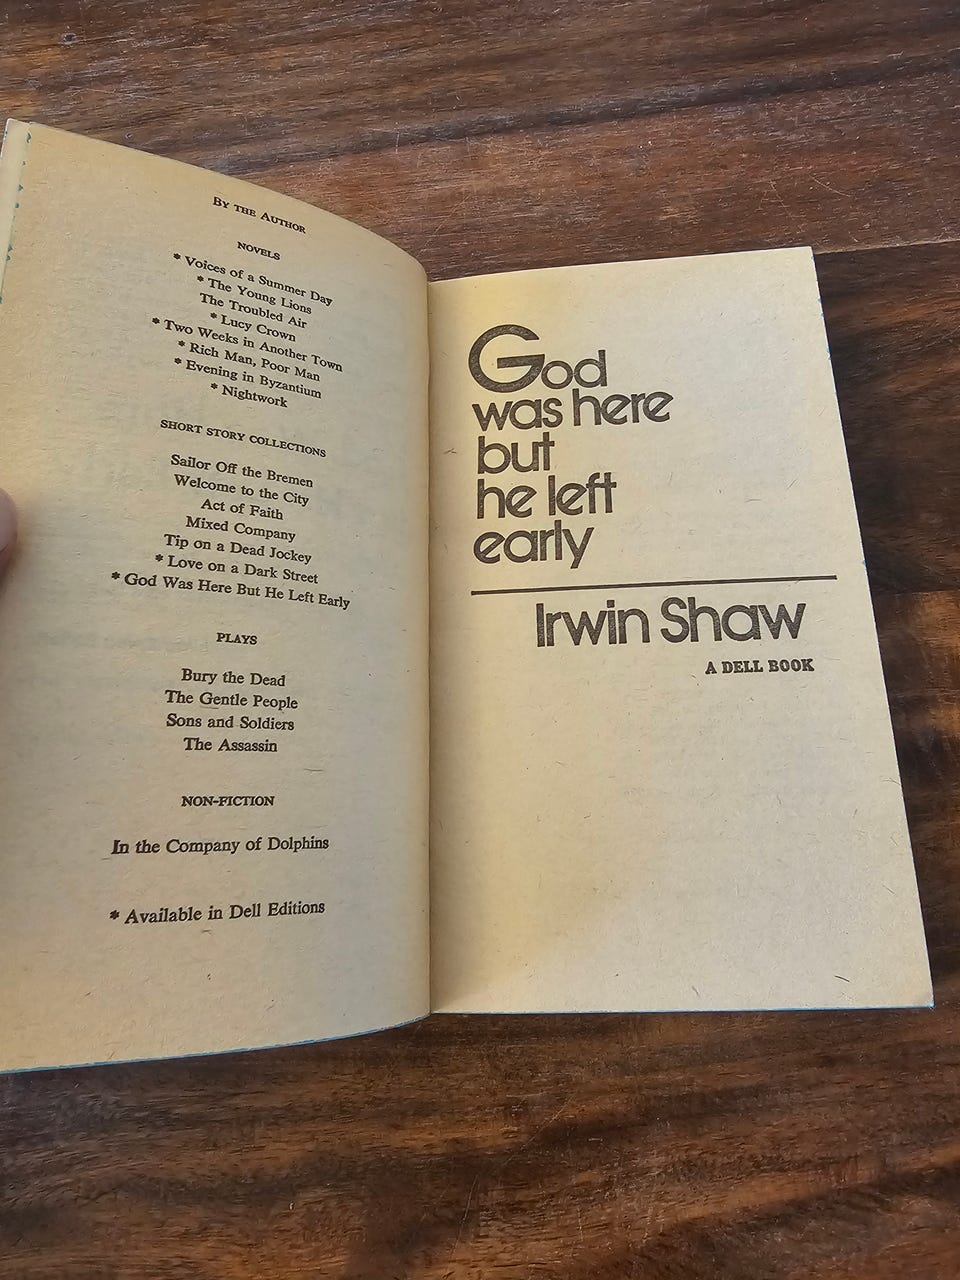 By the Author
NOVELS
* Voices of a Summer Day
* The Young Lions
The Troubled Air
* Lucy Crown
* Two Weeks in Another Town
* Rich Man, Poor Man
* Evening in Byzantium
* Nightwork
SHORT STORY COLLECTIONS
Sailor Off the Bremen
Welcome to the City
Act of Faith
Mixed Company
Tip on a Dead Jockey
* Love on a Dark Street
* God Was Here But He Left Early
PLAYS
Bury the Dead
The Gentle People
Sons and Soldiers
The Assassin
NON-FICTION
In the Company of Dolphins
* Available in Dell Editions
God
was here
but
he left
early
Irwin Shaw
A DELL BOOK